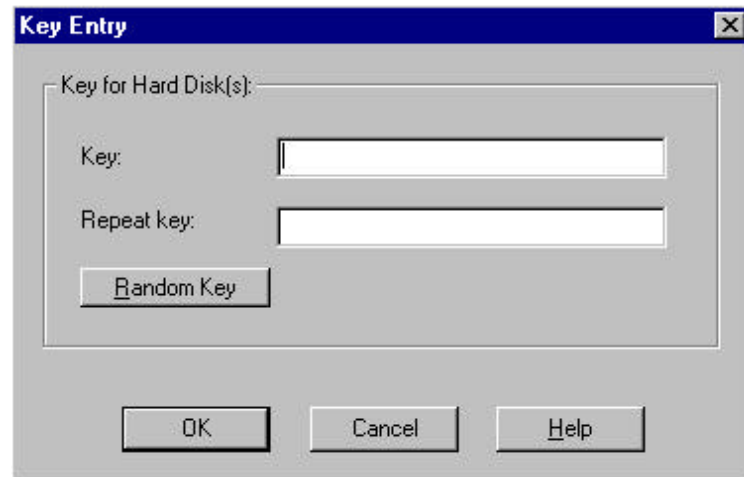 Key Entry
Key for Hard Disk(s):
Key:
Repeat key:
Random Key
OK Cancel Help